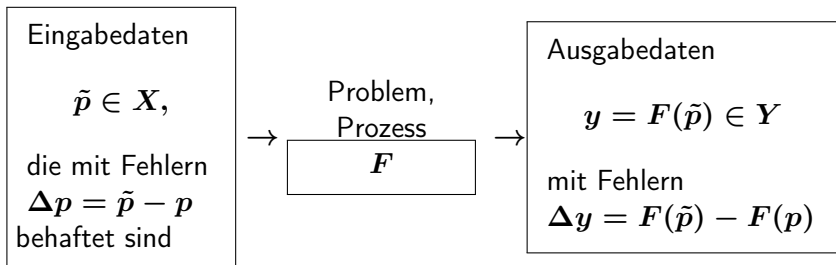 Eingabedaten
p̃ ∈ X,
die mit Fehlern
Δp = p̃ − p
behaftet sind
→
Problem,
Prozess
F
→
Ausgabedaten
y = F(p̃) ∈ Y
mit Fehlern
Δy = F(p̃) − F(p)